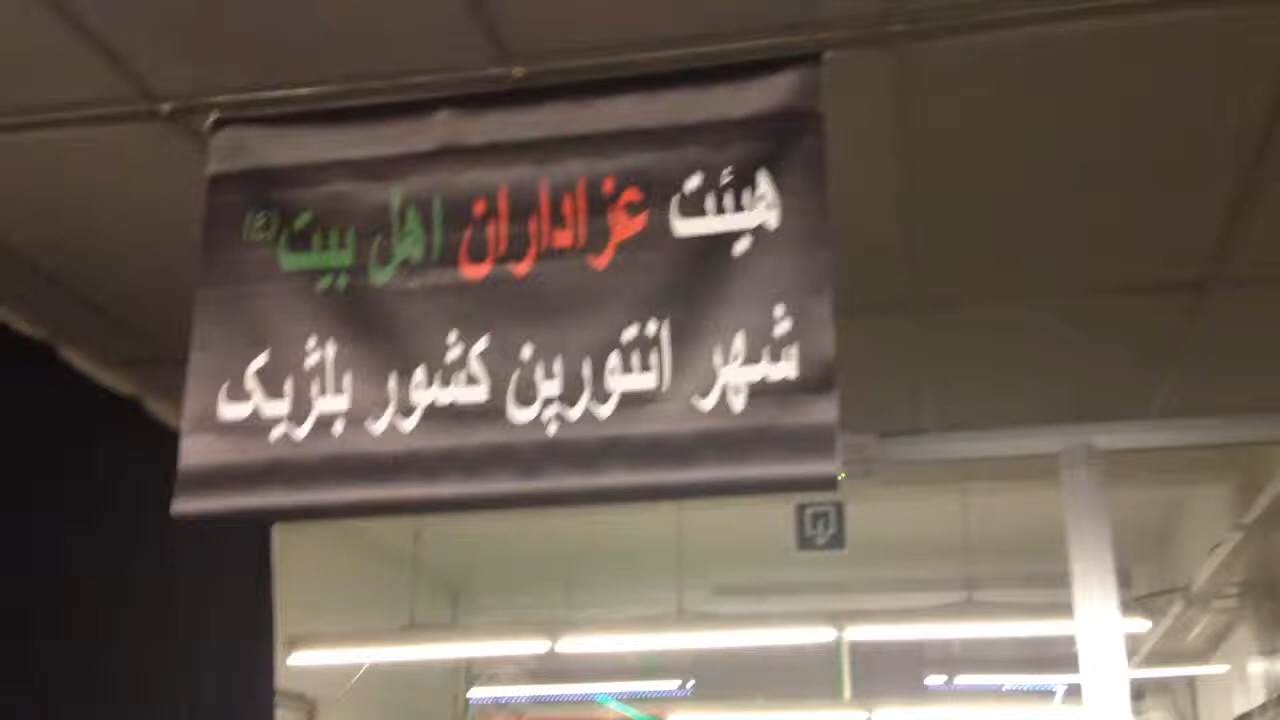 هیئت عزاداران اهل بیت (ع)
شهر انتورپن کشور بلژیک